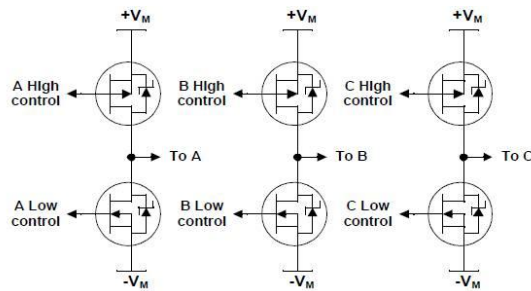 +VM +VM +VM
A High control
B High control
C High control
To A
To B
To C
A Low control
B Low control
C Low control
-VM -VM -VM